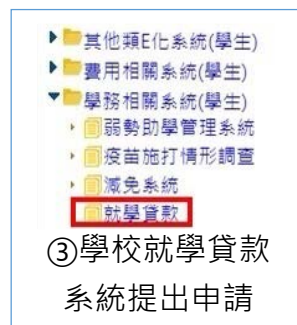 其他類E化系統(學生)
費用相關系統(學生)
學務相關系統(學生)
弱勢助學管理系統
疫苗施打情形調查
減免系統
就學貸款
③學校就學貸款
系統提出申請